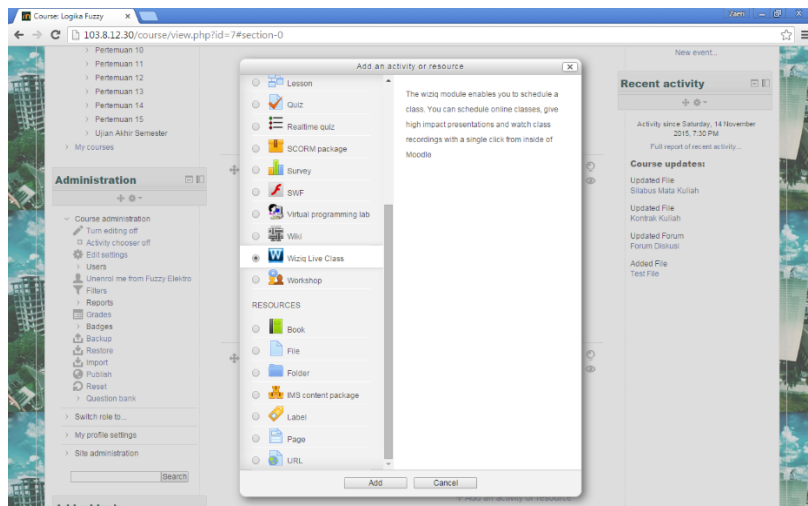 Course: Logika Fuzzy
103.8.12.30/course/view.php?id=7#section-0
Pertemuan 10
Pertemuan 11
Pertemuan 12
Pertemuan 13
Pertemuan 14
Pertemuan 15
Ujian Akhir Semester
My courses
Administration
Course administration
Turn editing off
Activity chooser off
Edit settings
Users
Unenrol me from Fuzzy Elektro
Filters
Reports
Grades
Badges
Backup
Restore
Import
Publish
Reset
Question bank
Switch role to...
My profile settings
Site administration
Search
Add an activity or resource
Lesson
Quiz
Realtime quiz
SCORM package
Survey
SWF
Virtual programming lab
Wiki
Wiziq Live Class
Workshop
RESOURCES
Book
File
Folder
IMS content package
Label
Page
URL
The wiziq module enables you to schedule a
class. You can schedule online classes, give
high impact presentations and watch class
recordings with a single click from inside of
Moodle
Add
Cancel
Add an activity or resource
New event...
Recent activity
Activity since Saturday, 14 November
2015, 7:30 PM
Full report of recent activity...
Course updates:
Updated File
Silabus Mata Kuliah
Updated File
Kontrak Kuliah
Updated Forum
Forum Diskusi
Added File
Test File